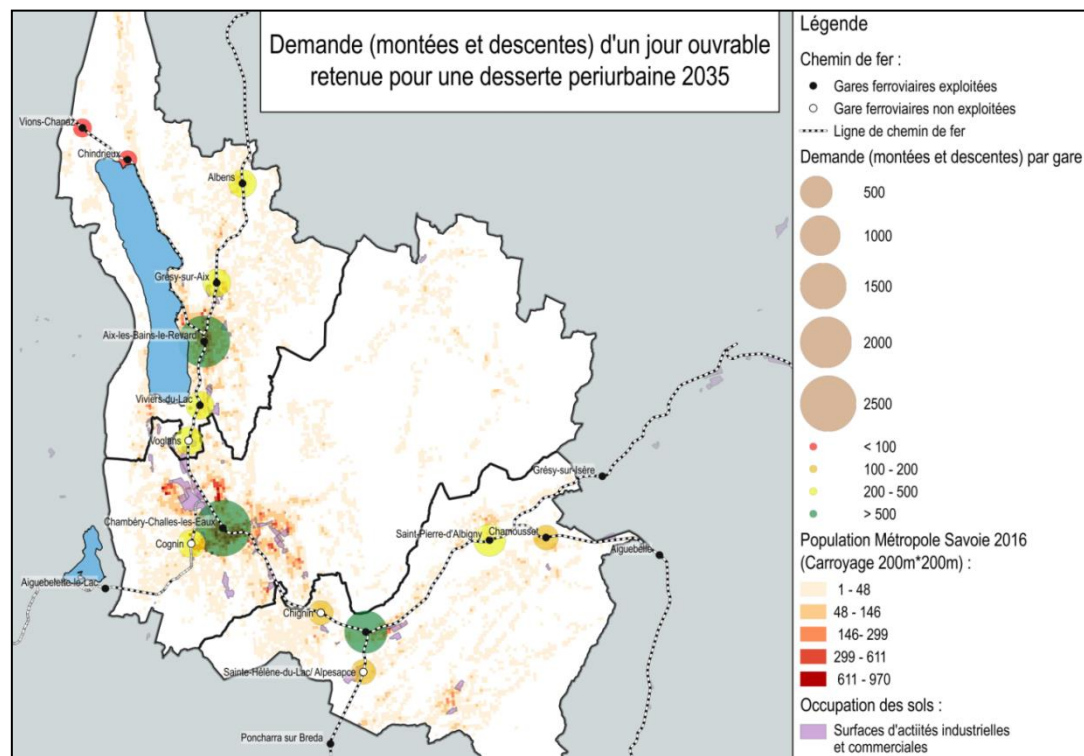 Demande (montées et descentes) d'un jour ouvrable
retenue pour une desserte periurbaine 2035
Vions-Chanaz
Chindrieux
Albens
Grésy-sur-Aix
Aix-les-Bains-le-Revard
Viviers-du-Lac
Voglans
Grésy-sur-Isère
Chambéry-Challes-les-Eaux
Saint-Pierre-d'Albigny
Chamousset
Cognin
Aiguebelle
Aiguebelette-le-Lac
Chignin
Sainte-Hélène-du-Lac/ Alpesapce
Poncharra sur Breda
Légende
Chemin de fer :
Gares ferroviaires exploitées
Gare ferroviaires non exploitées
Ligne de chemin de fer
Demande (montées et descentes) par gare
500
1000
1500
2000
2500
< 100
100 - 200
200 - 500
> 500
Population Métropole Savoie 2016
(Carroyage 200m*200m) :
1 - 48
48 - 146
146- 299
299 - 611
611 - 970
Occupation des sols :
Surfaces d'actiités industrielles
et commerciales